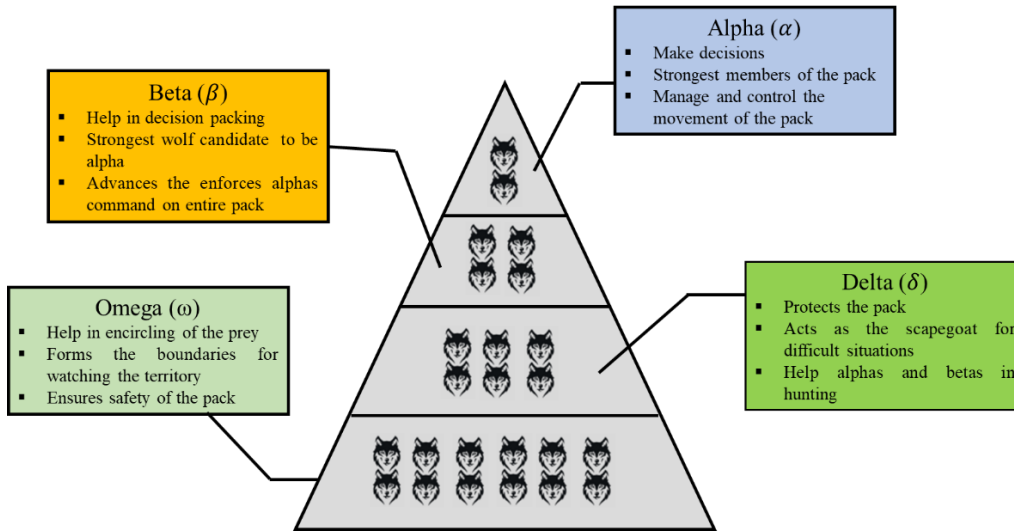 Alpha (α)
▪ Make decisions
▪ Strongest members of the pack
▪ Manage and control the
movement of the pack
Beta (β)
▪ Help in decision packing
▪ Strongest wolf candidate to be
alpha
▪ Advances the enforces alphas
command on entire pack
Delta (δ)
▪ Protects the pack
▪ Acts as the scapegoat for
difficult situations
▪ Help alphas and betas in
hunting
Omega (ω)
▪ Help in encircling of the prey
▪ Forms the boundaries for
watching the territory
▪ Ensures safety of the pack